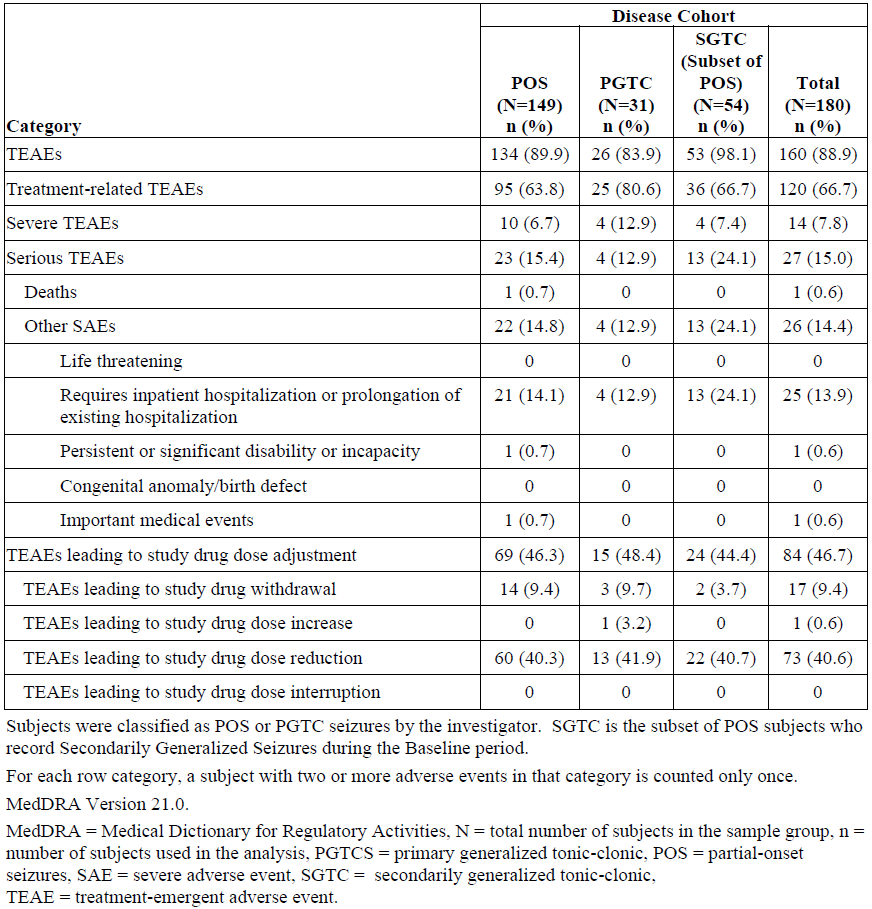 Disease Cohort
Category
POS
(N=149)
n (%)
PGTC
(N=31)
n (%)
SGTC
(Subset of
POS)
(N=54)
n (%)
Total
(N=180)
n (%)
TEAEs 134 (89.9) 26 (83.9) 53 (98.1) 160 (88.9)
Treatment-related TEAEs 95 (63.8) 25 (80.6) 36 (66.7) 120 (66.7)
Severe TEAEs 10 (6.7) 4 (12.9) 4 (7.4) 14 (7.8)
Serious TEAEs 23 (15.4) 4 (12.9) 13 (24.1) 27 (15.0)
Deaths 1 (0.7) 0 0 1 (0.6)
Other SAEs 22 (14.8) 4 (12.9) 13 (24.1) 26 (14.4)
Life threatening 0 0 0 0
Requires inpatient hospitalization or prolongation of 21 (14.1) 4 (12.9) 13 (24.1) 25 (13.9)
existing hospitalization
Persistent or significant disability or incapacity 1 (0.7) 0 0 1 (0.6)
Congenital anomaly/birth defect 0 0 0 0
Important medical events 1 (0.7) 0 0 1 (0.6)
TEAEs leading to study drug dose adjustment 69 (46.3) 15 (48.4) 24 (44.4) 84 (46.7)
TEAEs leading to study drug withdrawal 14 (9.4) 3 (9.7) 2 (3.7) 17 (9.4)
TEAEs leading to study drug dose increase 0 1 (3.2) 0 1 (0.6)
TEAEs leading to study drug dose reduction 60 (40.3) 13 (41.9) 22 (40.7) 73 (40.6)
TEAEs leading to study drug dose interruption 0 0 0 0
Subjects were classified as POS or PGTC seizures by the investigator. SGTC is the subset of POS subjects who
record Secondarily Generalized Seizures during the Baseline period.
For each row category, a subject with two or more adverse events in that category is counted only once.
MedDRA Version 21.0.
MedDRA = Medical Dictionary for Regulatory Activities, N = total number of subjects in the sample group, n =
number of subjects used in the analysis, PGTCS = primary generalized tonic-clonic, POS = partial-onset
seizures, SAE = severe adverse event, SGTC = secondarily generalized tonic-clonic,
TEAE = treatment-emergent adverse event.